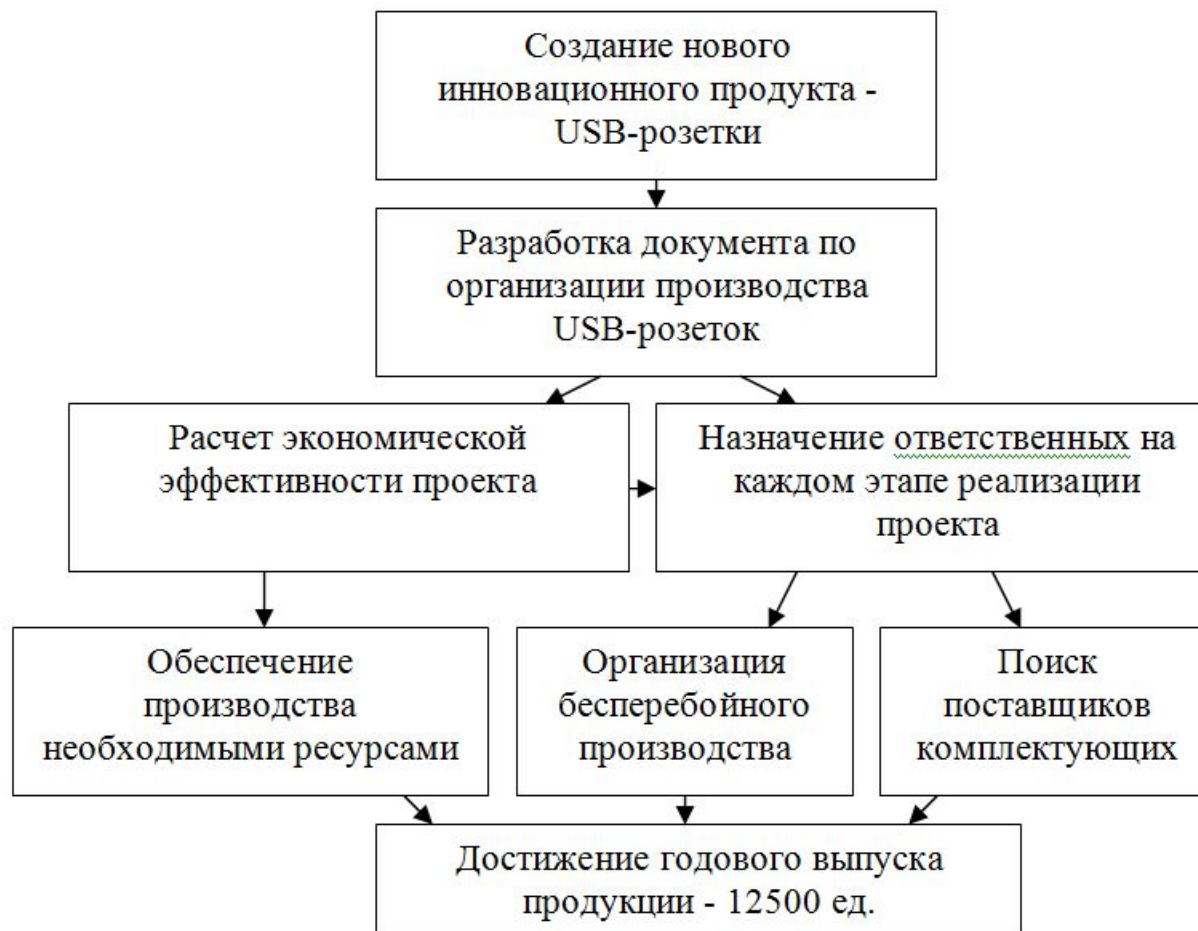 Создание нового
инновационного продукта -
USB-розетки
Разработка документа по
организации производства
USB-розеток
Расчет экономической
эффективности проекта
Назначение ответственных на
каждом этапе реализации
проекта
Обеспечение
производства
необходимыми ресурсами
Организация
бесперебойного
производства
Поиск
поставщиков
комплектующих
Достижение годового выпуска
продукции - 12500 ед.